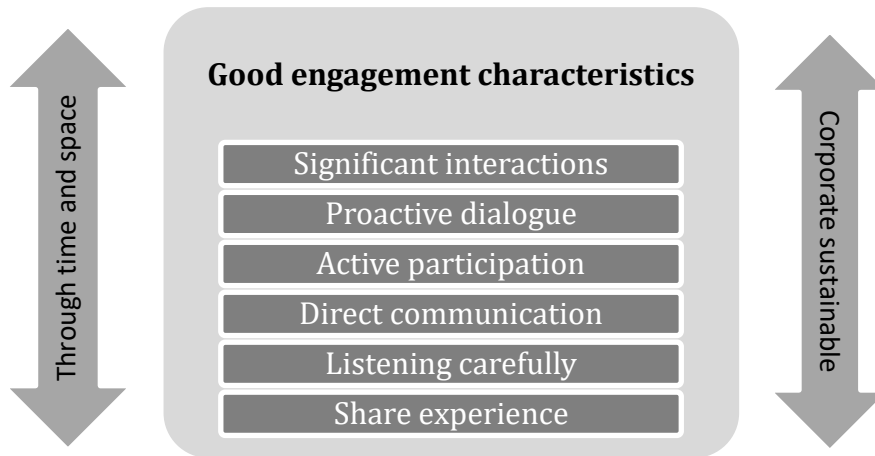 Good engagement characteristics
Through time and space
Significant interactions
Proactive dialogue
Active participation
Direct communication
Listening carefully
Share experience
Corporate sustainable